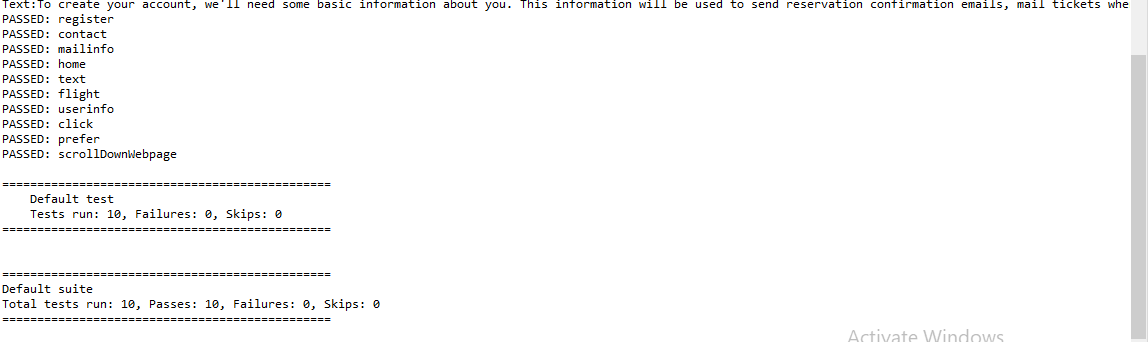 Text:To create your account, we'll need some basic information about you. This information will be used to send reservation confirmation emails, mail tickets whe
PASSED: register
PASSED: contact
PASSED: mailinfo
PASSED: home
PASSED: text
PASSED: flight
PASSED: userinfo
PASSED: click
PASSED: prefer
PASSED: scrollDownWebpage
===============================================
    Default test
    Tests run: 10, Failures: 0, Skips: 0
===============================================
===============================================
Default suite
Total tests run: 10, Passes: 10, Failures: 0, Skips: 0
===============================================
Activate Windows